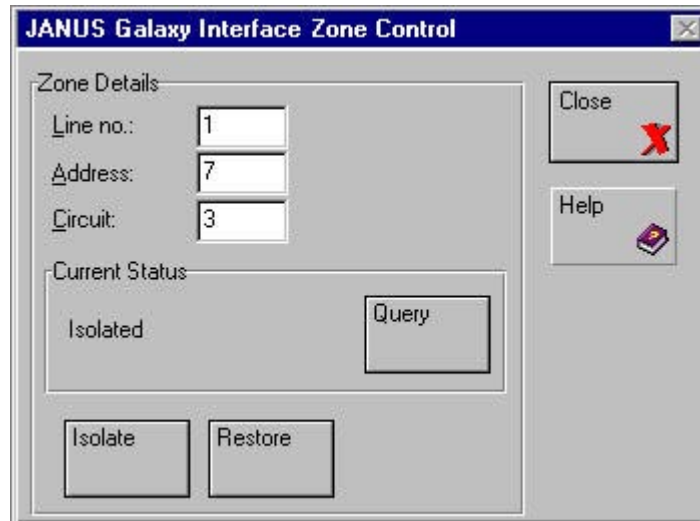 JANUS Galaxy Interface Zone Control
Zone Details
Line no.: 1
Address: 7
Circuit: 3
Current Status
Isolated
Query
Isolate
Restore
Close
Help